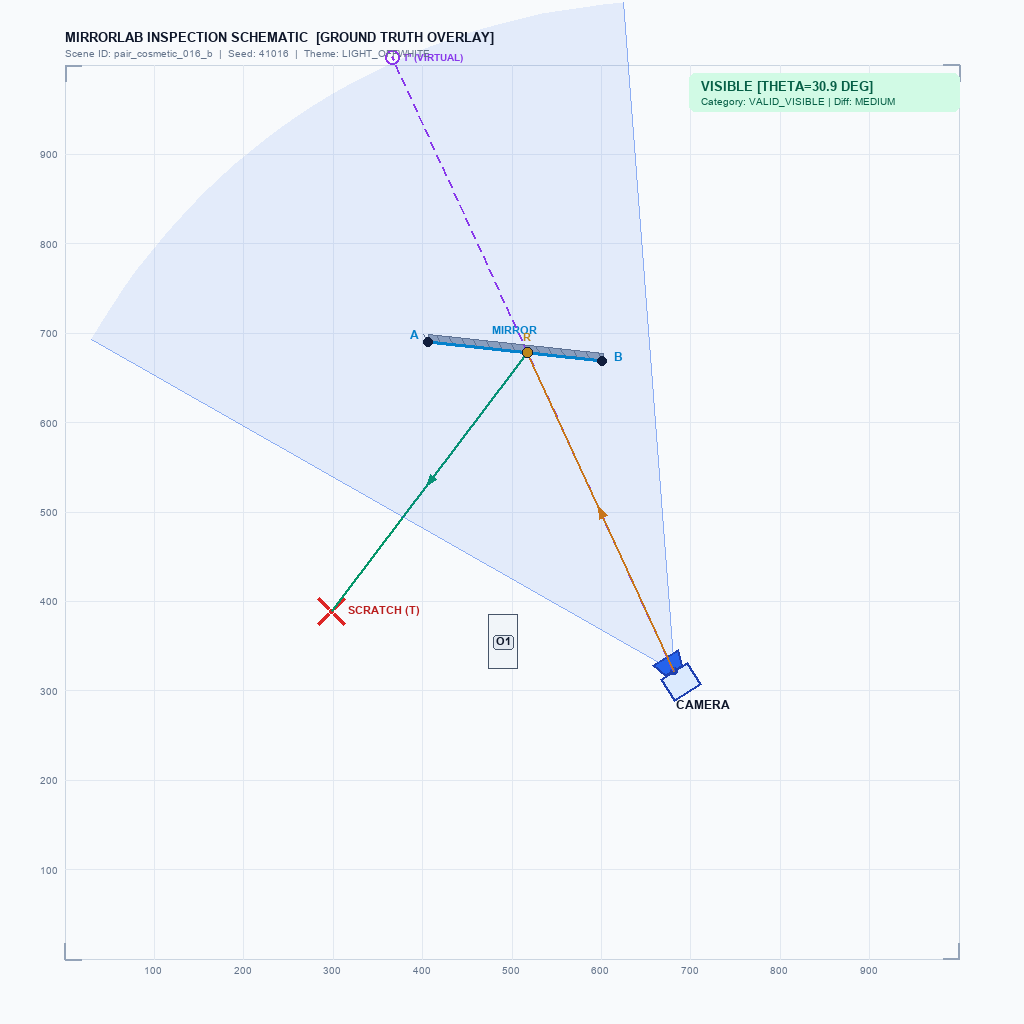 MIRRORLAB INSPECTION SCHEMATIC [GROUND TRUTH OVERLAY]
Scene ID: pair_cosmetic_016_b | Seed: 41016 | Theme: LIGHT_OFFWHITE
T' (VIRTUAL)
VISIBLE [THETA=30.9 DEG]
Category: VALID_VISIBLE | Diff: MEDIUM
900
800
700
600
500
400
300
200
100
MIRROR
A
R
B
SCRATCH (T)
O1
CAMERA
100 200 300 400 500 600 700 800 900